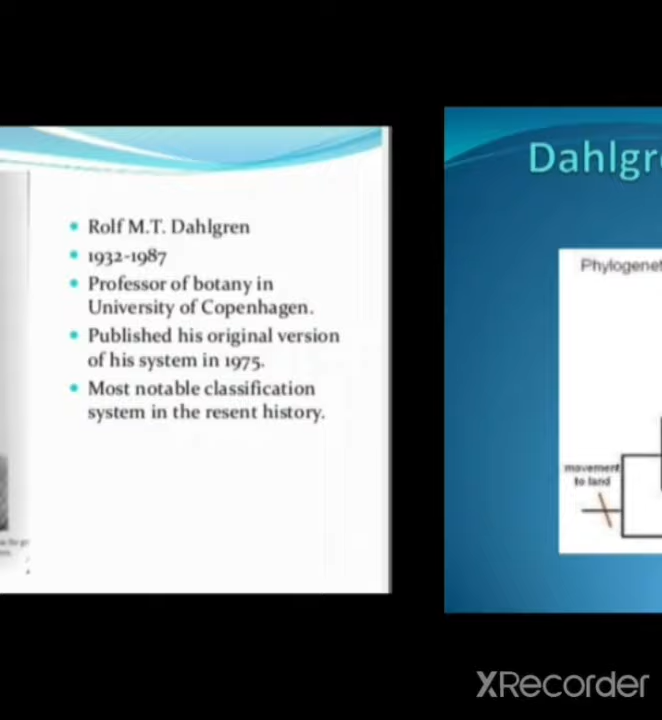 Rolf M.T. Dahlgren
1932-1987
Professor of botany in
University of Copenhagen.
Published his original version
of his system in 1975.
Most notable classification
system in the resent history.
Dahlgr
Phylogenet
movement
to land
XRecorder